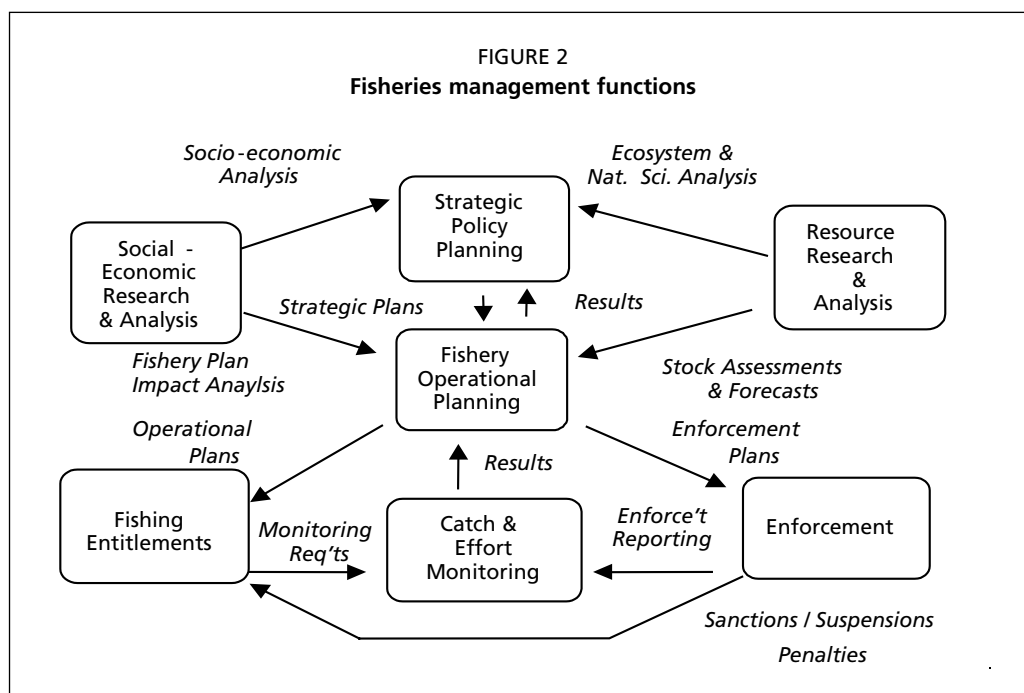 FIGURE 2
Fisheries management functions
Socio-economic
Analysis
Ecosystem &
Nat. Sci. Analysis
Strategic
Policy
Planning
Social -
Economic
Research
& Analysis
Resource
Research
&
Analysis
Strategic Plans
Results
Fishery Plan
Impact Anaylsis
Fishery
Operational
Planning
Stock Assessments
& Forecasts
Operational
Plans
Results
Enforcement
Plans
Fishing
Entitlements
Monitoring
Req'ts
Catch &
Effort
Monitoring
Enforce't
Reporting
Enforcement
Sanctions / Suspensions
Penalties
.